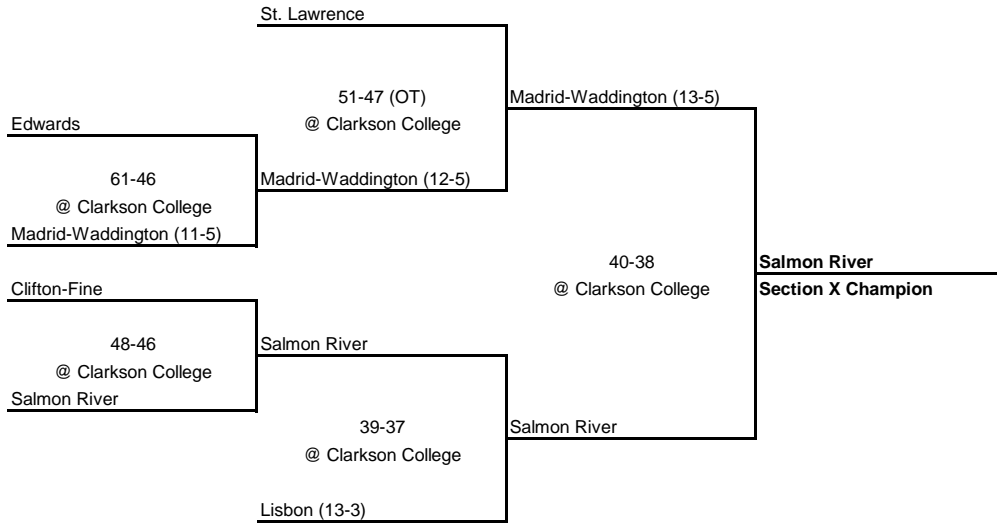 St. Lawrence
51-47 (OT)
@ Clarkson College
Madrid-Waddington (13-5)
Edwards
61-46
@ Clarkson College
Madrid-Waddington (12-5)
Madrid-Waddington (11-5)
40-38
@ Clarkson College
Salmon River
Section X Champion
Clifton-Fine
48-46
@ Clarkson College
Salmon River
Salmon River
39-37
@ Clarkson College
Salmon River
Lisbon (13-3)